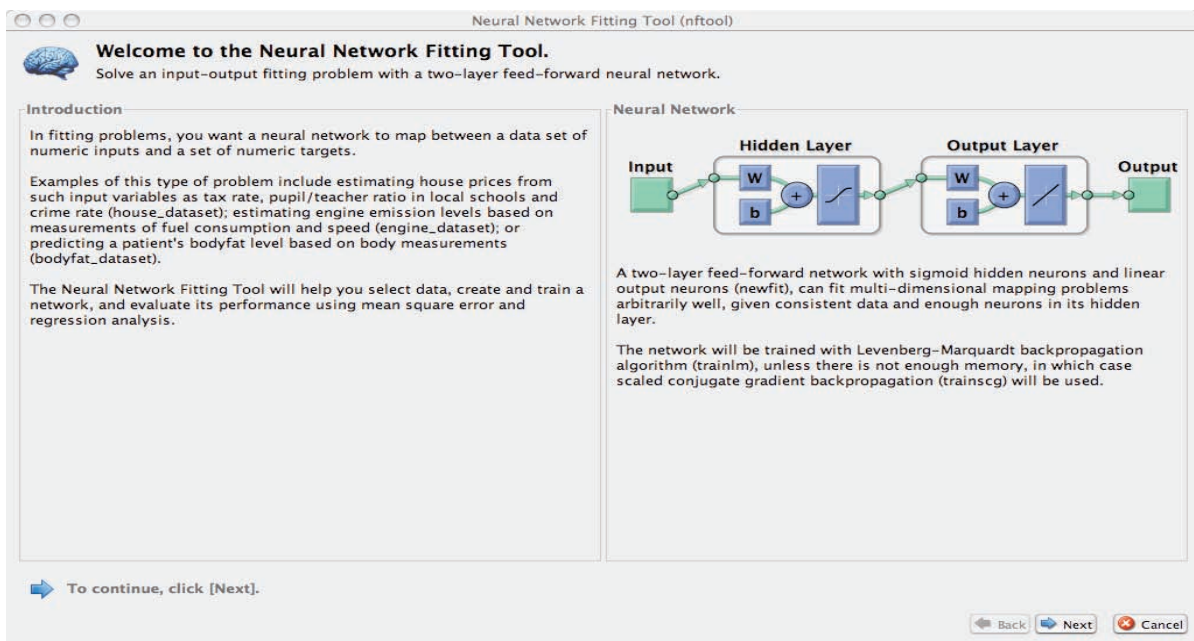 Neural Network Fitting Tool (nftool)
Welcome to the Neural Network Fitting Tool.
Solve an input-output fitting problem with a two-layer feed-forward neural network.
Introduction
In fitting problems, you want a neural network to map between a data set of
numeric inputs and a set of numeric targets.
Examples of this type of problem include estimating house prices from
such input variables as tax rate, pupil/teacher ratio in local schools and
crime rate (house_dataset); estimating engine emission levels based on
measurements of fuel consumption and speed (engine_dataset); or
predicting a patient's bodyfat level based on body measurements
(bodyfat_dataset).
The Neural Network Fitting Tool will help you select data, create and train a
network, and evaluate its performance using mean square error and
regression analysis.
Neural Network
Hidden Layer
Output Layer
Input
Output
W
b
+
W
b
+
A two-layer feed-forward network with sigmoid hidden neurons and linear
output neurons (newfit), can fit multi-dimensional mapping problems
arbitrarily well, given consistent data and enough neurons in its hidden
layer.
The network will be trained with Levenberg-Marquardt backpropagation
algorithm (trainlm), unless there is not enough memory, in which case
scaled conjugate gradient backpropagation (trainscg) will be used.
To continue, click [Next].
Back
Next
Cancel